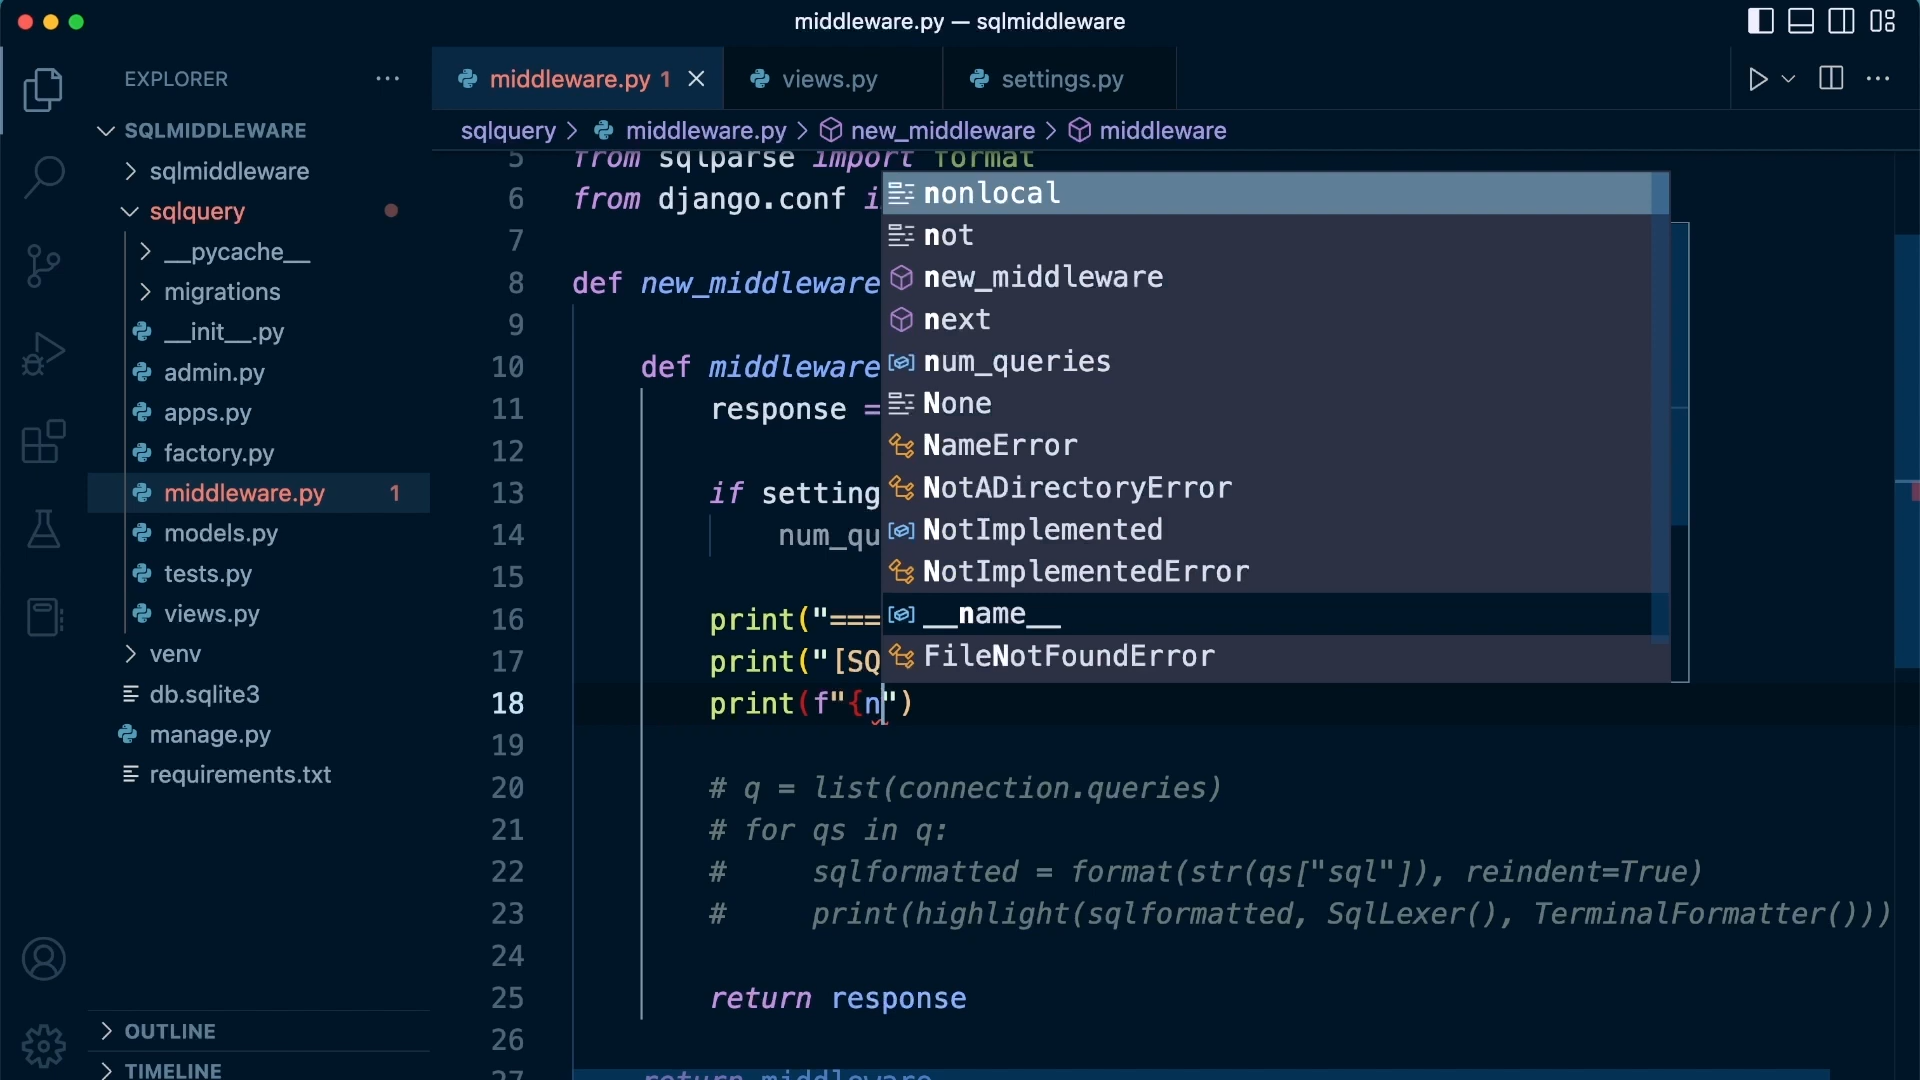 middleware.py — sqlmiddleware
EXPLORER
SQLMIDDLEWARE
sqlmiddleware
sqlquery
__pycache__
migrations
__init__.py
admin.py
apps.py
factory.py
middleware.py 1
models.py
tests.py
views.py
venv
db.sqlite3
manage.py
requirements.txt
OUTLINE
TIMELINE
middleware.py 1
views.py
settings.py
sqlquery > middleware.py > new_middleware > middleware
5 from sqlparse import format
6 from django.conf i
7
8 def new_middleware
9
10 def middleware
11 response =
12
13 if setting
14 num_qu
15
16 print("===
17 print("[SQ
18 print(f"{n")
19
20 # q = list(connection.queries)
21 # for qs in q:
22 # sqlformatted = format(str(qs["sql"]), reindent=True)
23 # print(highlight(sqlformatted, SqlLexer(), TerminalFormatter()))
24
25 return response
26
27 return middleware
nonlocal
not
new_middleware
next
num_queries
None
NameError
NotADirectoryError
NotImplemented
NotImplementedError
__name__
FileNotFoundError